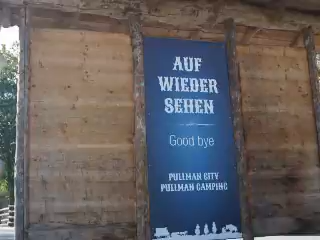 AUF
WIEDER
SEHEN
Good bye
PULLMAN CITY
PULLMAN CAMPING